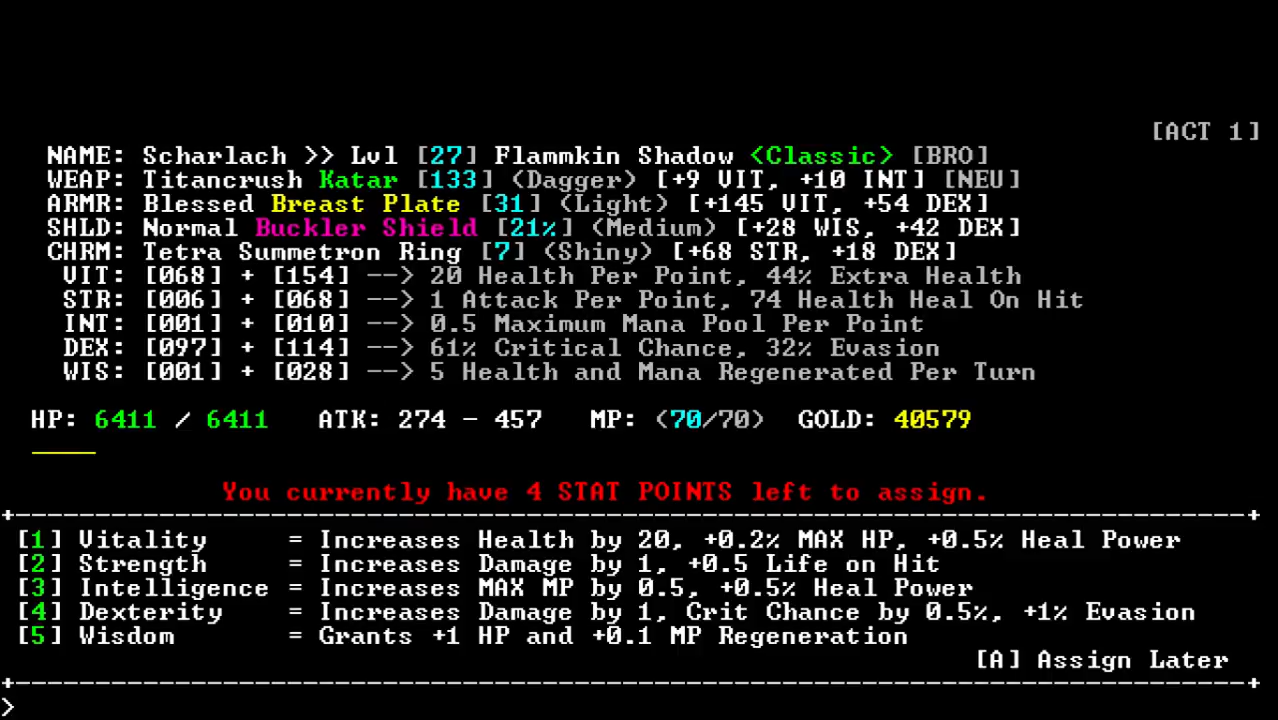 [ACT 1]
NAME: Scharlach >> Lvl [27] Flammkin Shadow <Classic> [BRO]
WEAP: Titancrush Katar [133] (Dagger) [+9 VIT, +10 INT] [NEU]
ARMR: Blessed Breast Plate [31] (Light) [+145 VIT, +54 DEX]
SHLD: Normal Buckler Shield [21%] (Medium) [+28 WIS, +42 DEX]
CHRM: Tetra Summetron Ring [7] (Shiny) [+68 STR, +18 DEX]
VIT: [068] + [154] --> 20 Health Per Point, 44% Extra Health
STR: [006] + [068] --> 1 Attack Per Point, 74 Health Heal On Hit
INT: [001] + [010] --> 0.5 Maximum Mana Pool Per Point
DEX: [097] + [114] --> 61% Critical Chance, 32% Evasion
WIS: [001] + [028] --> 5 Health and Mana Regenerated Per Turn
HP: 6411 / 6411 ATK: 274 - 457 MP: (70/70) GOLD: 40579
You currently have 4 STAT POINTS left to assign.
[1] Vitality = Increases Health by 20, +0.2% MAX HP, +0.5% Heal Power
[2] Strength = Increases Damage by 1, +0.5 Life on Hit
[3] Intelligence = Increases MAX MP by 0.5, +0.5% Heal Power
[4] Dexterity = Increases Damage by 1, Crit Chance by 0.5%, +1% Evasion
[5] Wisdom = Grants +1 HP and +0.1 MP Regeneration
[A] Assign Later
>